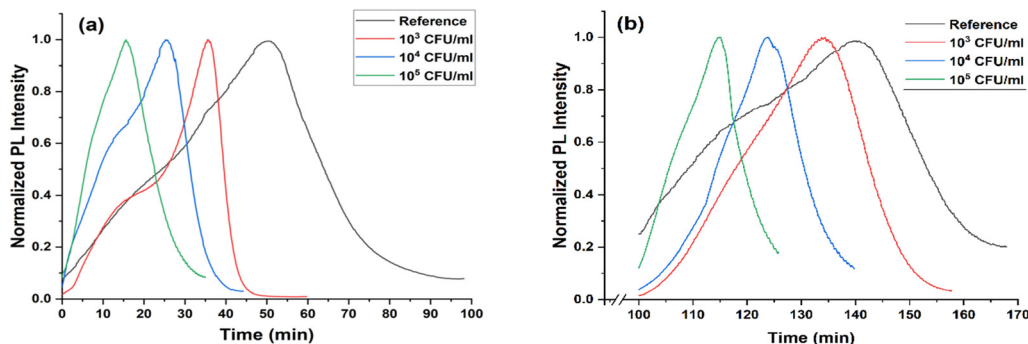 (a)
Reference
10³ CFU/ml
10⁴ CFU/ml
10⁵ CFU/ml
Normalized PL Intensity
1.0
0.8
0.6
0.4
0.2
0.0
0 10 20 30 40 50 60 70 80 90 100
Time (min)
(b)
Reference
10³ CFU/ml
10⁴ CFU/ml
10⁵ CFU/ml
Normalized PL Intensity
1.0
0.8
0.6
0.4
0.2
0.0
100 110 120 130 140 150 160 170
Time (min)